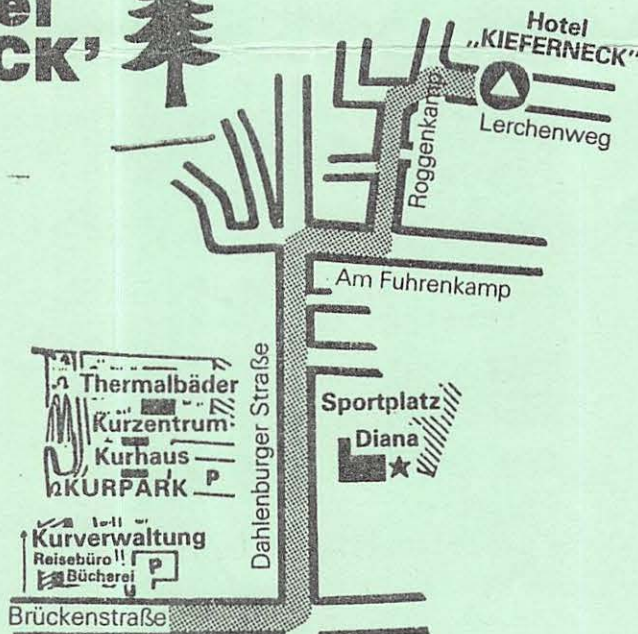 el
CK'
Hotel
„KIEFERNECK"
Lerchenweg
Roggenkamp
Am Fuhrenkamp
Dahlenburger Straße
Thermalbäder
Kurzentrum
Kurhaus
KURPARK P
Sportplatz
Diana
Kurverwaltung
Reisebüro
Bücherei P
Brückenstraße